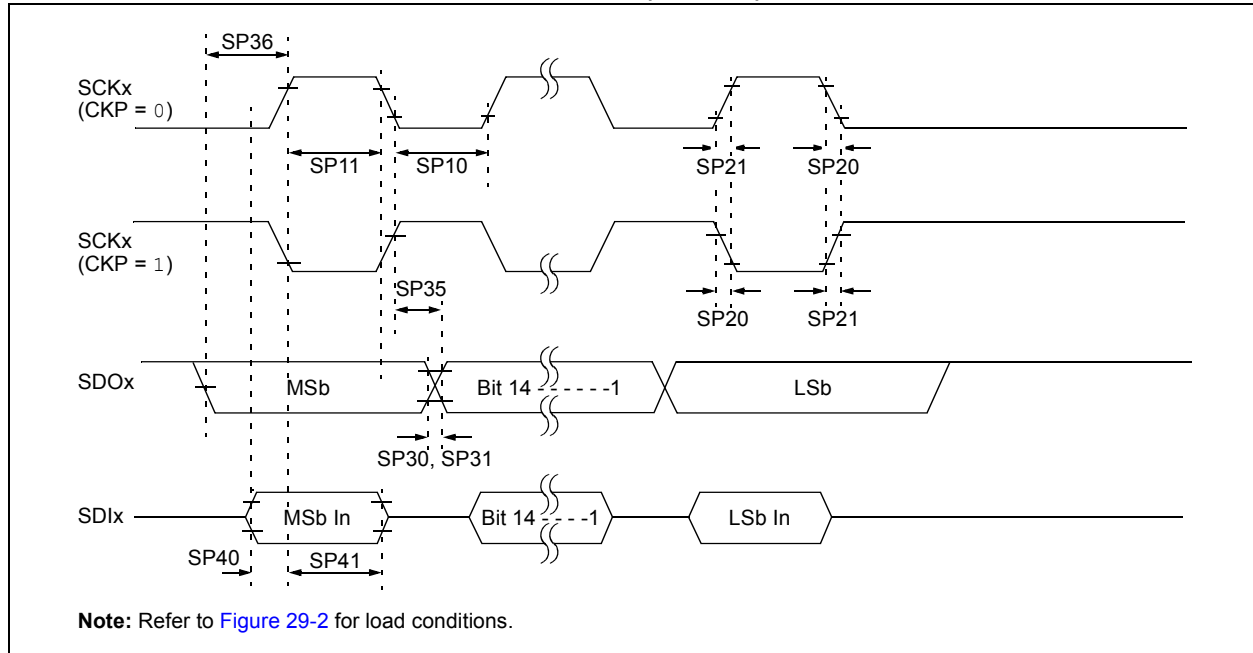 SP36
SCKx
(CKP = 0)
SP11
SP10
SP21
SP20
SCKx
(CKP = 1)
SP35
SP20
SP21
SDOx
MSb
Bit 14 - - - - - -1
LSb
SP30, SP31
SDIx
MSb In
Bit 14 - - - -1
LSb In
SP40
SP41
Note: Refer to Figure 29-2 for load conditions.